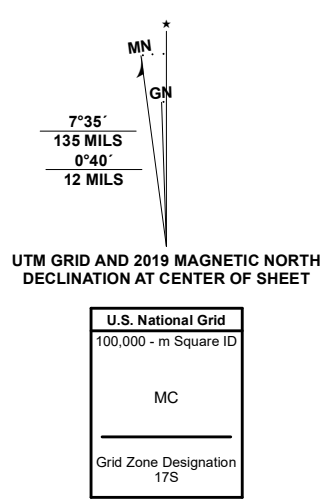 MN
GN
7°35´
135 MILS
0°40´
12 MILS
UTM GRID AND 2019 MAGNETIC NORTH
DECLINATION AT CENTER OF SHEET
U.S. National Grid
100,000 - m Square ID
MC
Grid Zone Designation
17S